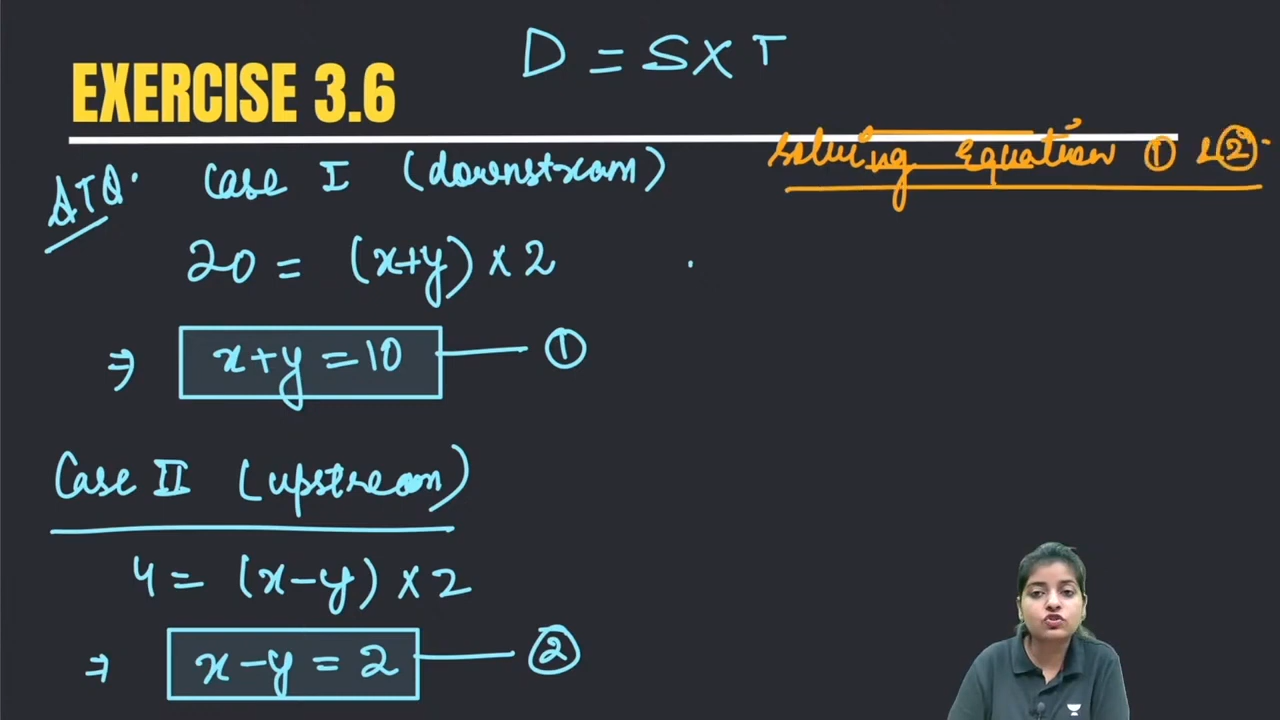 D = S X T
EXERCISE 3.6
Solving Equation ① & ②
ATQ. Case I (downstream)
20 = (x+y) × 2
⇒ x+y = 10 — ①
Case II (upstream)
4 = (x-y) × 2
⇒ x-y = 2 — ②